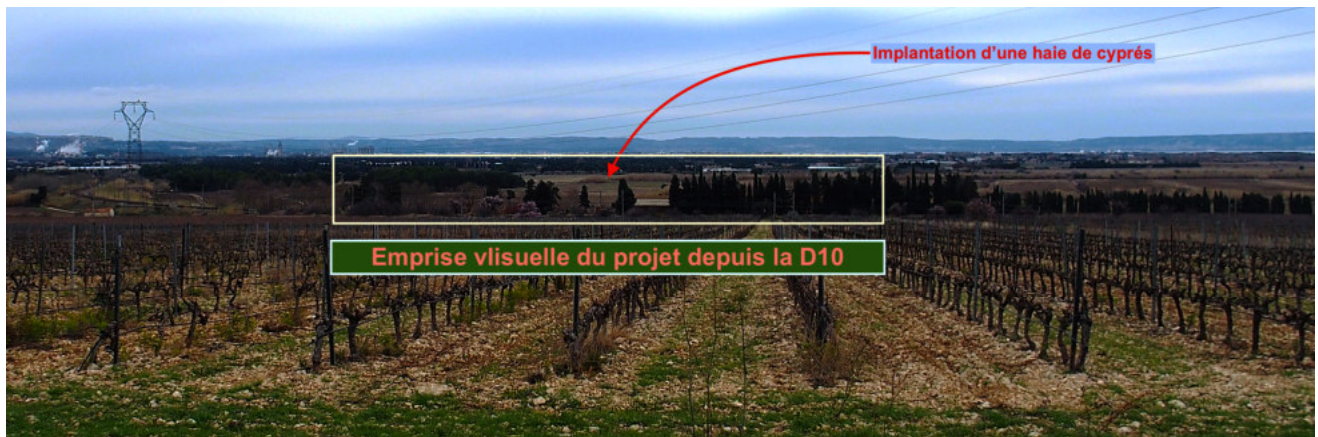 Implantation d'une haie de cyprés
Emprise vlisuelle du projet depuis la D10